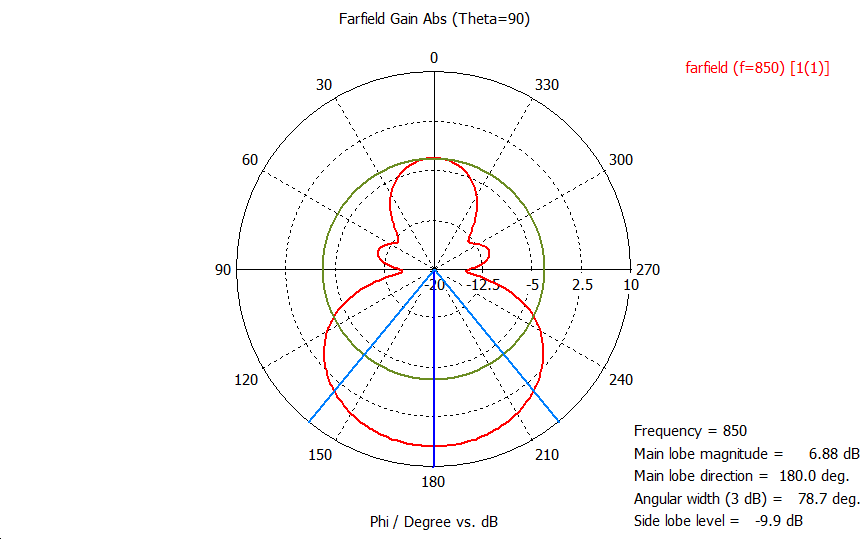 Farfield Gain Abs (Theta=90)
farfield (f=850) [1(1)]
0
30
330
60
300
90
270
-20
-12.5
-5
2.5
10
120
240
150
210
180
Frequency = 850
Main lobe magnitude = 6.88 dB
Main lobe direction = 180.0 deg.
Angular width (3 dB) = 78.7 deg.
Side lobe level = -9.9 dB
Phi / Degree vs. dB